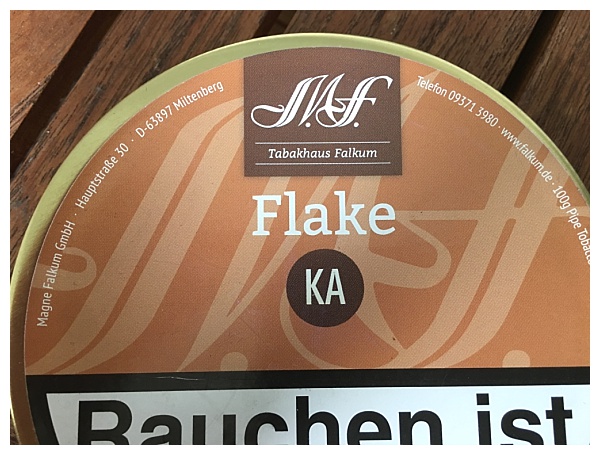 M.F.
Tabakhaus Falkum
Flake
KA
Magne Falkum GmbH · Hauptstraße 30 · D-63897 Miltenberg
Telefon 09371 3980 · www.falkum.de · 100g Pipe Tobacco
Rauchen ist